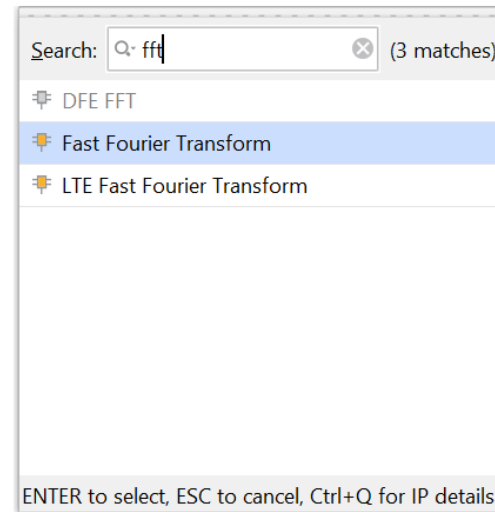 Search: fft (3 matches)
DFE FFT
Fast Fourier Transform
LTE Fast Fourier Transform
ENTER to select, ESC to cancel, Ctrl+Q for IP details